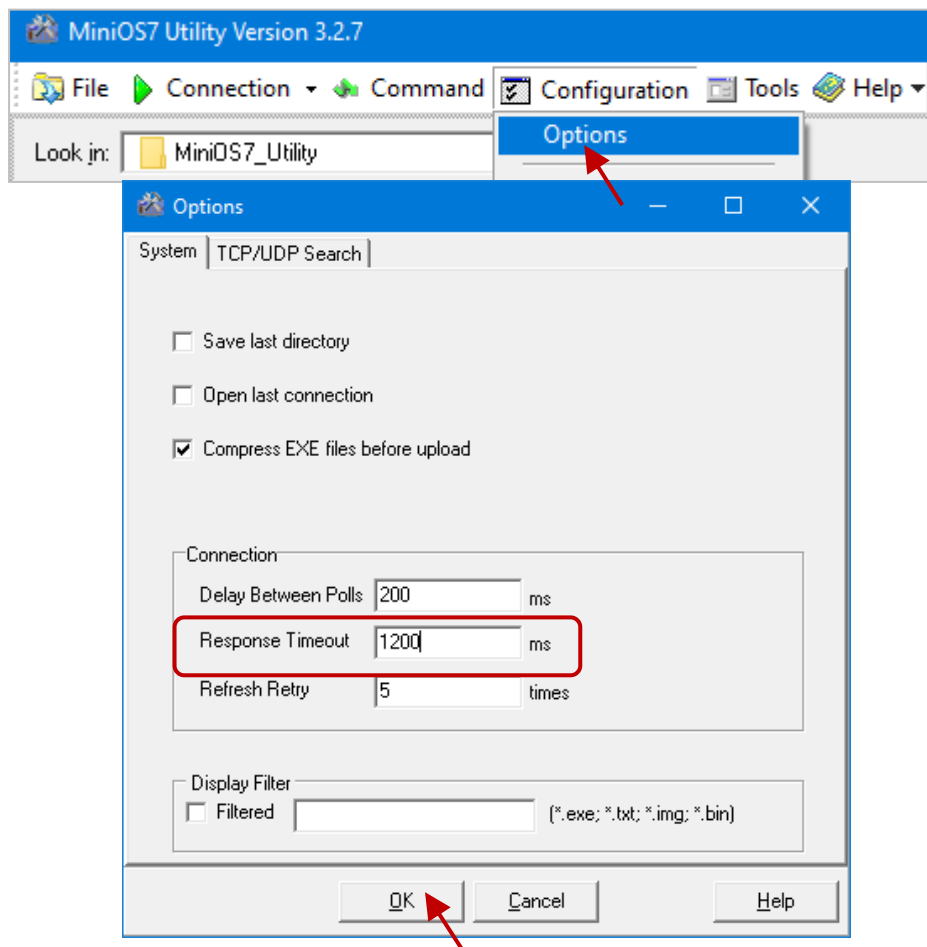 MiniOS7 Utility Version 3.2.7
File Connection Command Configuration Tools Help
Options
Look in: MiniOS7_Utility
Options
System TCP/UDP Search
Save last directory
Open last connection
Compress EXE files before upload
Connection
Delay Between Polls 200 ms
Response Timeout 1200 ms
Refresh Retry 5 times
Display Filter
Filtered (*.exe; *.txt; *.img; *.bin)
OK Cancel Help